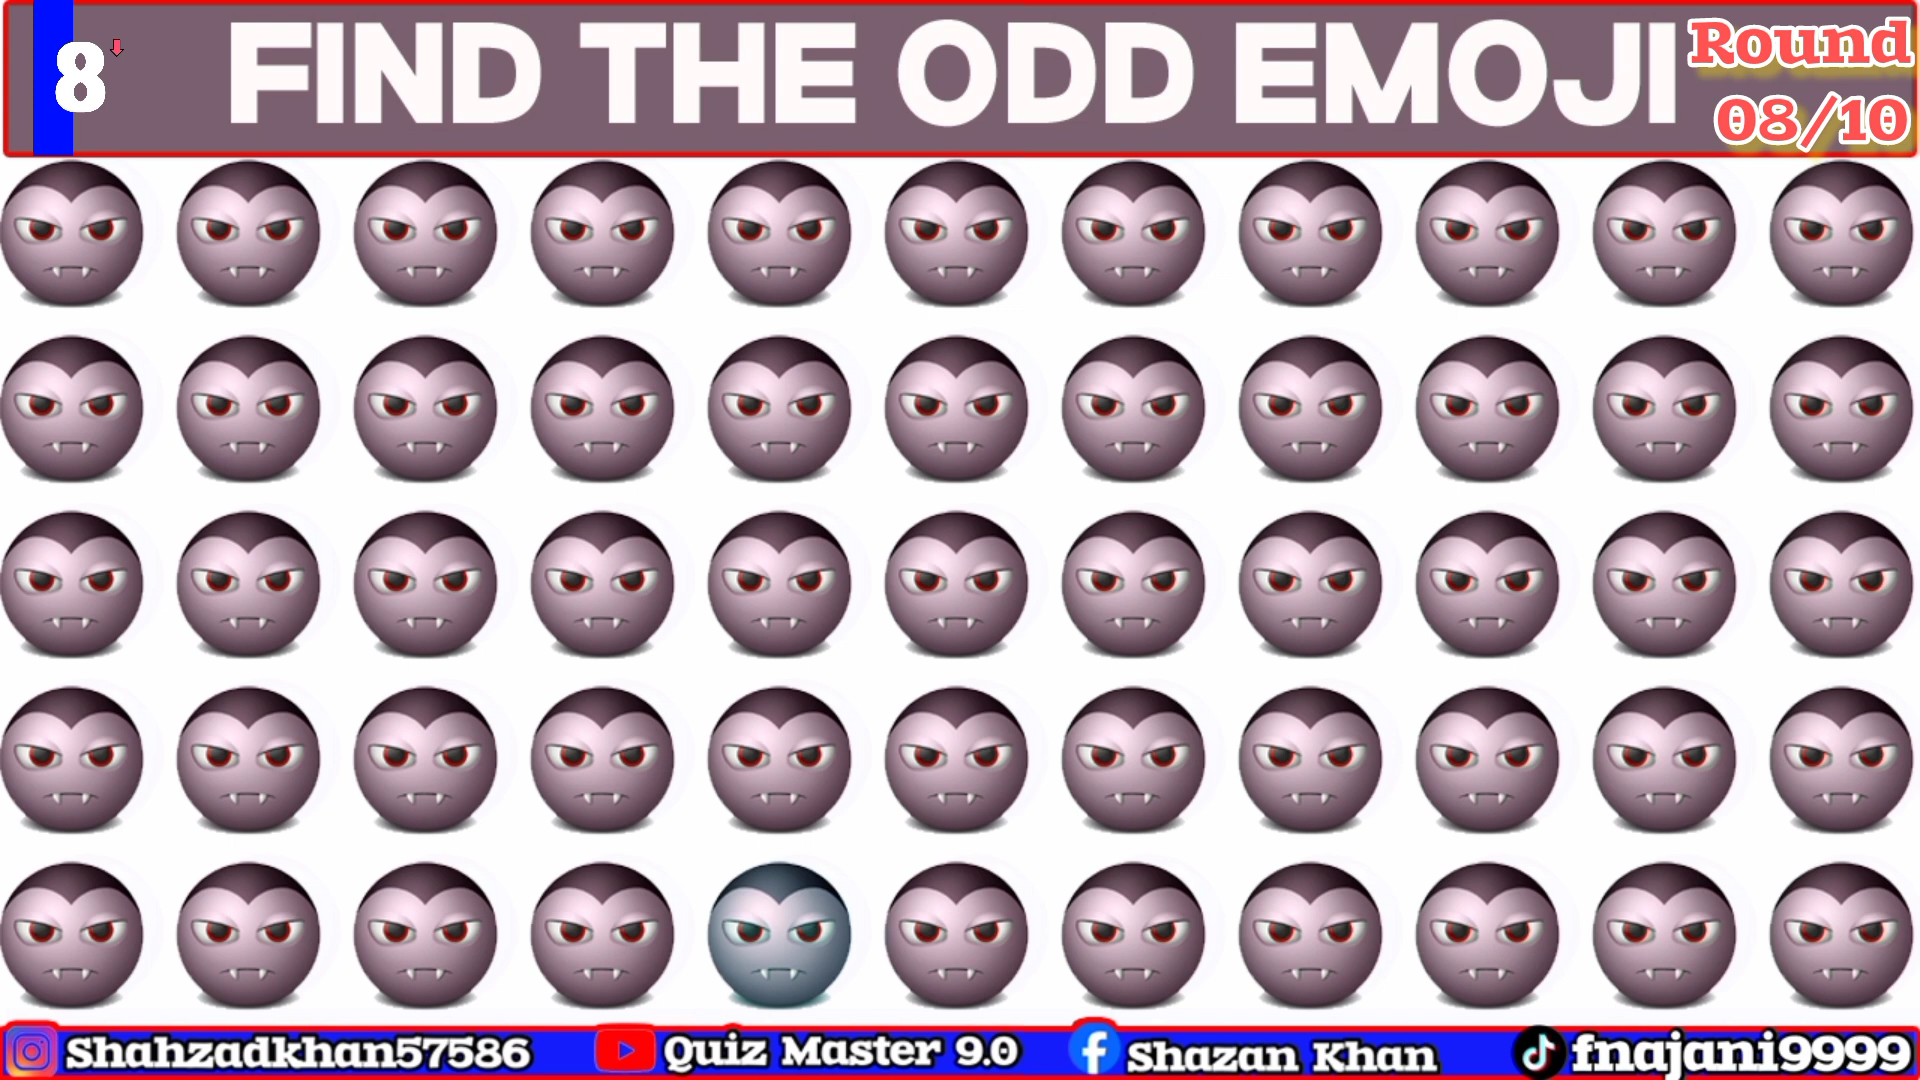 8
FIND THE ODD EMOJI
Round
08/10
Shahzadkhan57586
Quiz Master 9.0
Shazan Khan
fnajani9999